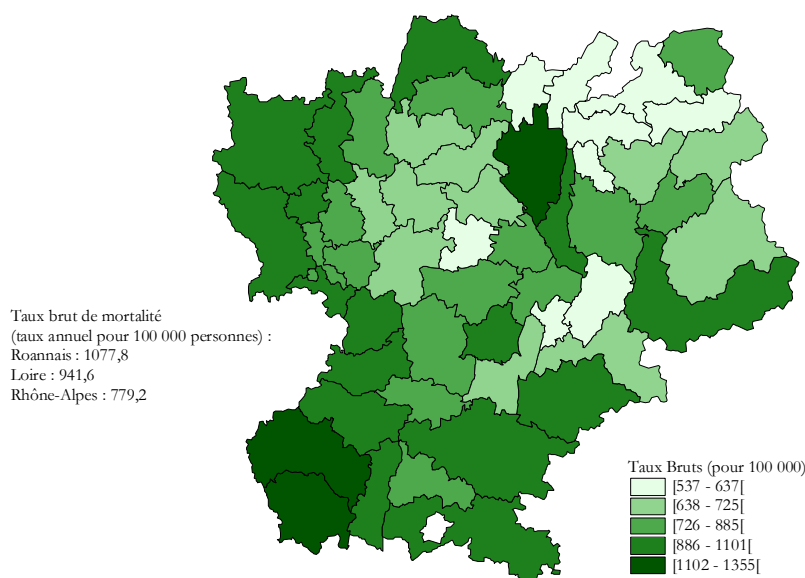 Taux brut de mortalité
(taux annuel pour 100 000 personnes) :
Roannais : 1077,8
Loire : 941,6
Rhône-Alpes : 779,2
Taux Bruts (pour 100 000)
[537 - 637[
[638 - 725[
[726 - 885[
[886 - 1101[
[1102 - 1355[